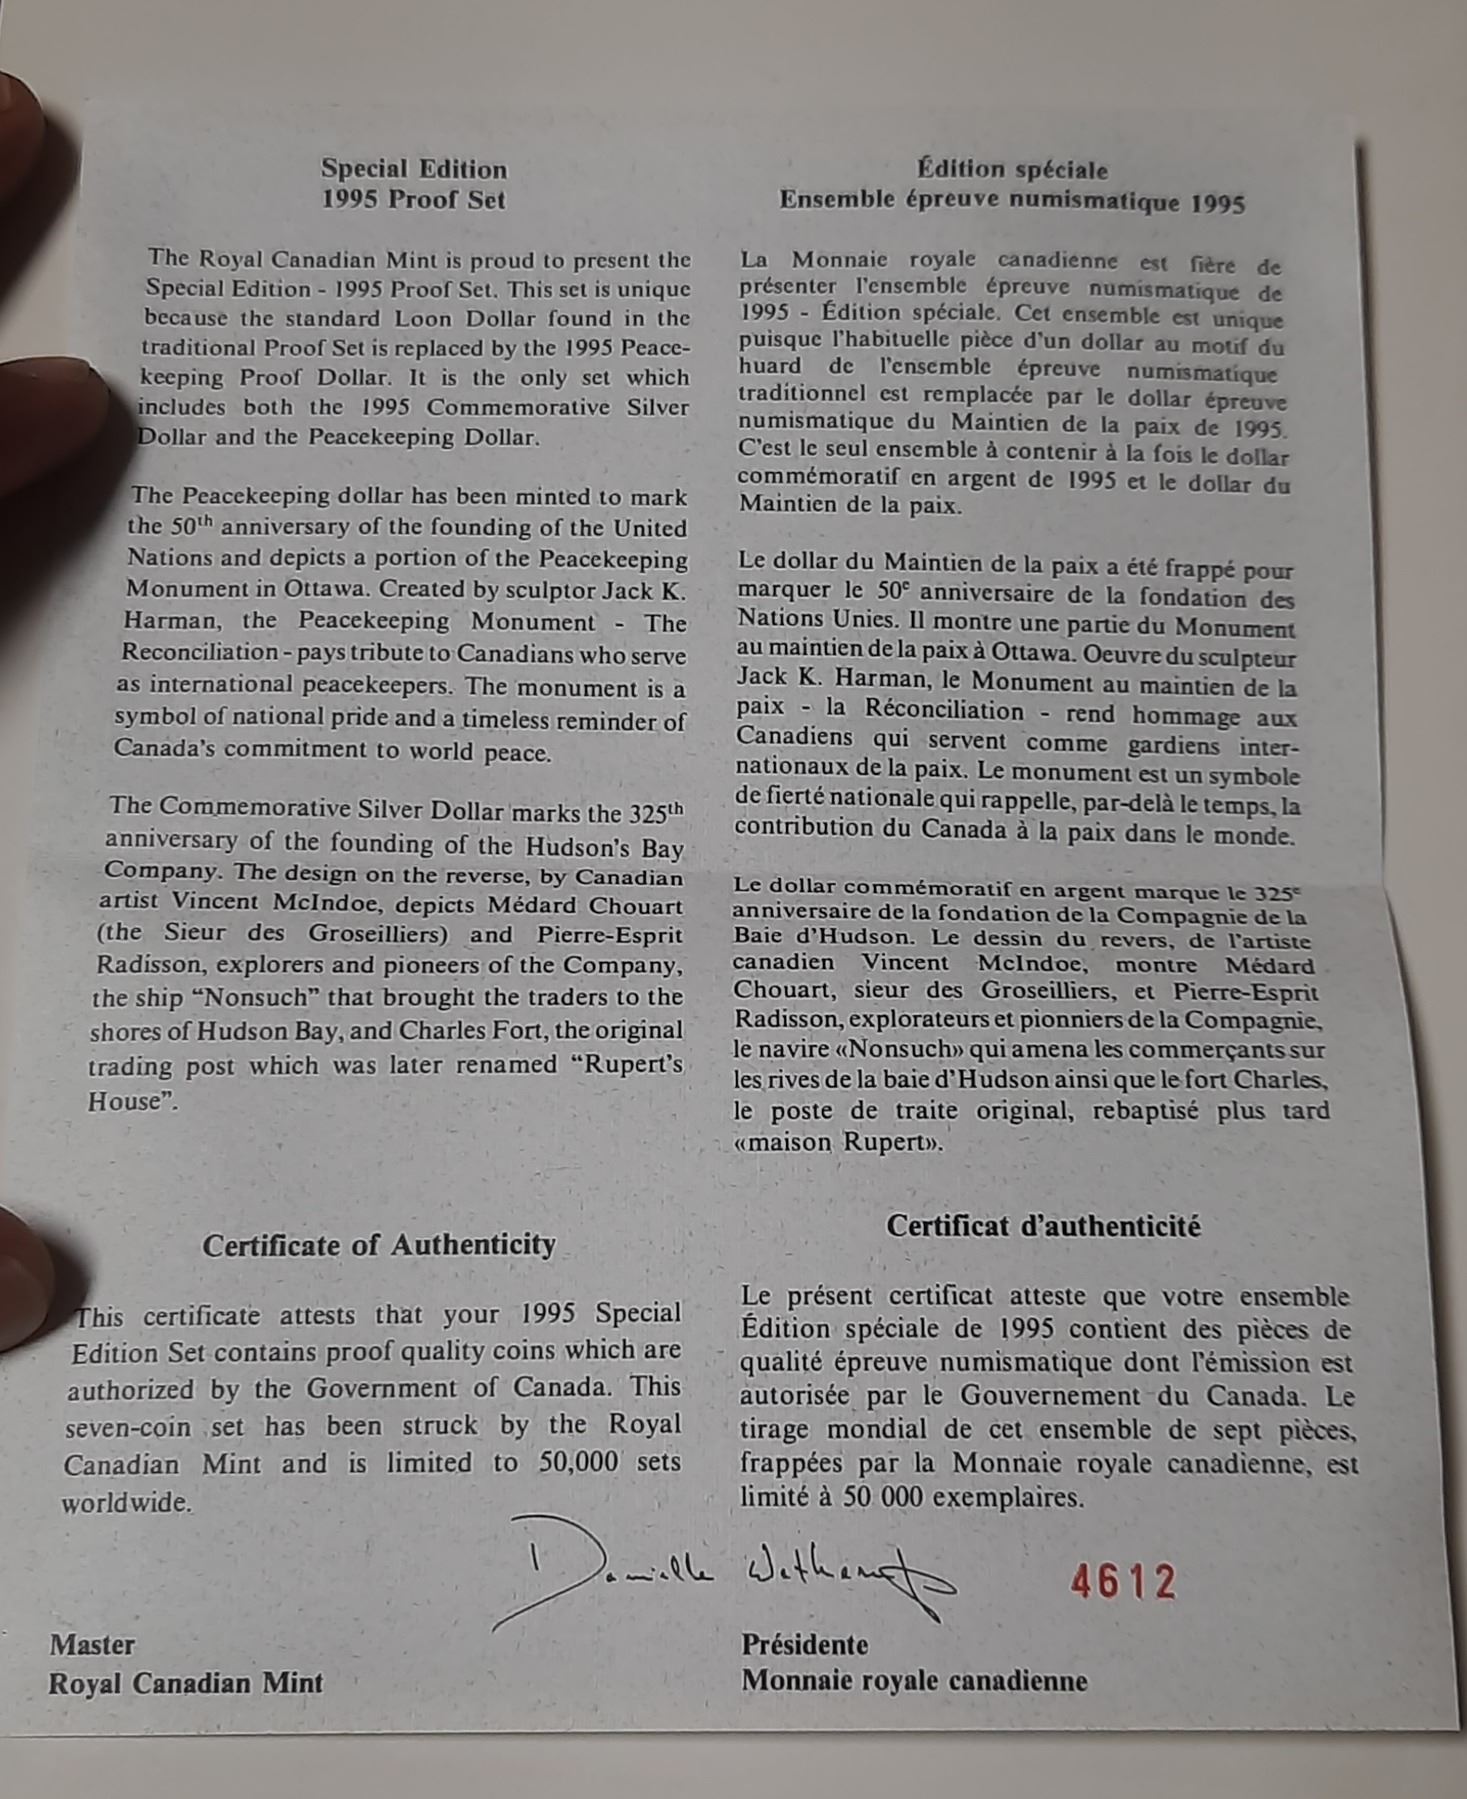 Special Edition
1995 Proof Set
The Royal Canadian Mint is proud to present the
Special Edition - 1995 Proof Set. This set is unique
because the standard Loon Dollar found in the
traditional Proof Set is replaced by the 1995 Peace-
keeping Proof Dollar. It is the only set which
includes both the 1995 Commemorative Silver
Dollar and the Peacekeeping Dollar.
The Peacekeeping dollar has been minted to mark
the 50th anniversary of the founding of the United
Nations and depicts a portion of the Peacekeeping
Monument in Ottawa. Created by sculptor Jack K.
Harman, the Peacekeeping Monument - The
Reconciliation - pays tribute to Canadians who serve
as international peacekeepers. The monument is a
symbol of national pride and a timeless reminder of
Canada's commitment to world peace.
The Commemorative Silver Dollar marks the 325th
anniversary of the founding of the Hudson's Bay
Company. The design on the reverse, by Canadian
artist Vincent McIndoe, depicts Médard Chouart
(the Sieur des Groseilliers) and Pierre-Esprit
Radisson, explorers and pioneers of the Company,
the ship “Nonsuch” that brought the traders to the
shores of Hudson Bay, and Charles Fort, the original
trading post which was later renamed “Rupert's
House”.
Certificate of Authenticity
This certificate attests that your 1995 Special
Edition Set contains proof quality coins which are
authorized by the Government of Canada. This
seven-coin set has been struck by the Royal
Canadian Mint and is limited to 50,000 sets
worldwide.
Édition spéciale
Ensemble épreuve numismatique 1995
La Monnaie royale canadienne est fière de
présenter l'ensemble épreuve numismatique de
1995 - Édition spéciale. Cet ensemble est unique
puisque l'habituelle pièce d'un dollar au motif du
huard de l'ensemble épreuve numismatique
traditionnel est remplacée par le dollar épreuve
numismatique du Maintien de la paix de 1995.
C'est le seul ensemble à contenir à la fois le dollar
commémoratif en argent de 1995 et le dollar du
Maintien de la paix.
Le dollar du Maintien de la paix a été frappé pour
marquer le 50e anniversaire de la fondation des
Nations Unies. Il montre une partie du Monument
au maintien de la paix à Ottawa. Oeuvre du sculpteur
Jack K. Harman, le Monument au maintien de la
paix - la Réconciliation - rend hommage aux
Canadiens qui servent comme gardiens inter-
nationaux de la paix. Le monument est un symbole
de fierté nationale qui rappelle, par-delà le temps, la
contribution du Canada à la paix dans le monde.
Le dollar commémoratif en argent marque le 325e
anniversaire de la fondation de la Compagnie de la
Baie d'Hudson. Le dessin du revers, de l'artiste
canadien Vincent McIndoe, montre Médard
Chouart, sieur des Groseilliers, et Pierre-Esprit
Radisson, explorateurs et pionniers de la Compagnie,
le navire «Nonsuch» qui amena les commerçants sur
les rives de la baie d'Hudson ainsi que le fort Charles,
le poste de traite original, rebaptisé plus tard
«maison Rupert».
Certificat d'authenticité
Le présent certificat atteste que votre ensemble
Édition spéciale de 1995 contient des pièces de
qualité épreuve numismatique dont l'émission est
autorisée par le Gouvernement du Canada. Le
tirage mondial de cet ensemble de sept pièces,
frappées par la Monnaie royale canadienne, est
limité à 50 000 exemplaires.
Danielle
4612
Master
Royal Canadian Mint
Présidente
Monnaie royale canadienne